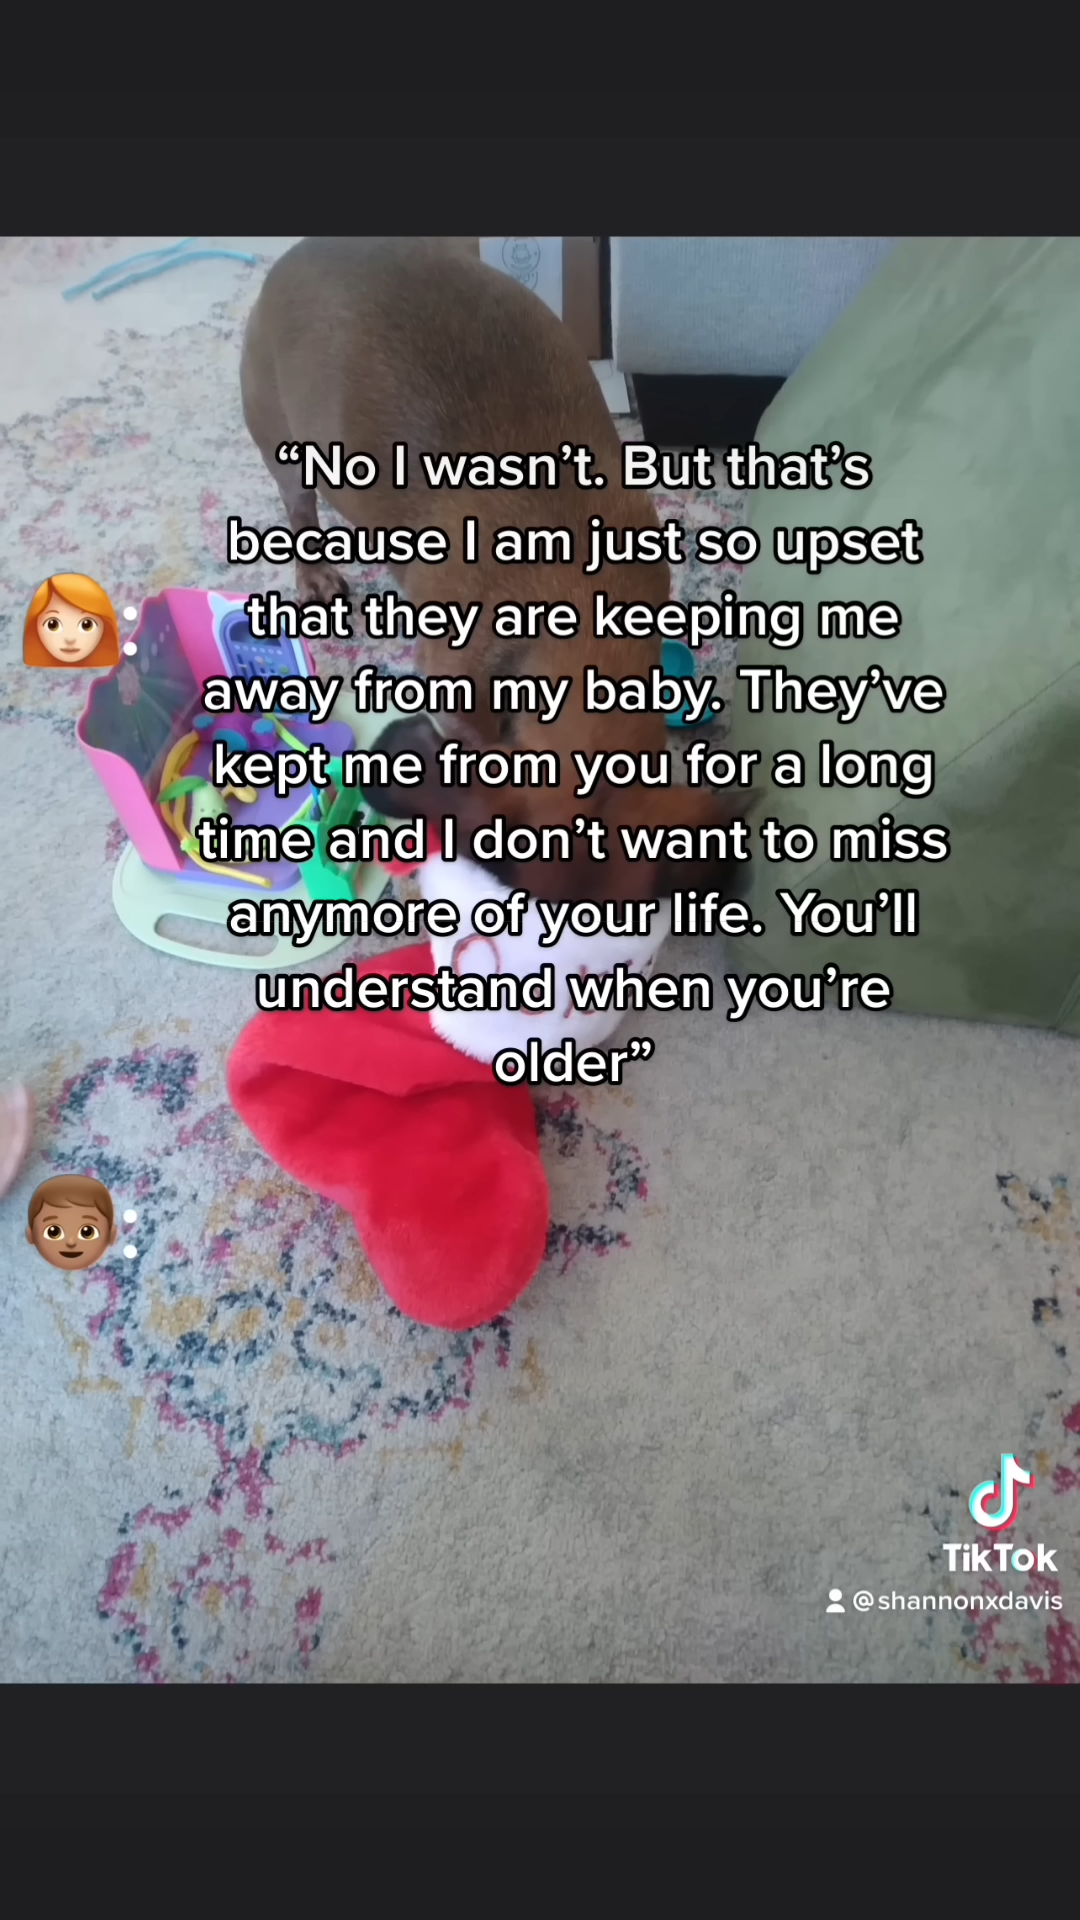 “No I wasn’t. But that’s
because I am just so upset
that they are keeping me
away from my baby. They’ve
kept me from you for a long
time and I don’t want to miss
anymore of your life. You’ll
understand when you’re
older”
:
:
TikTok
@shannonxdavis